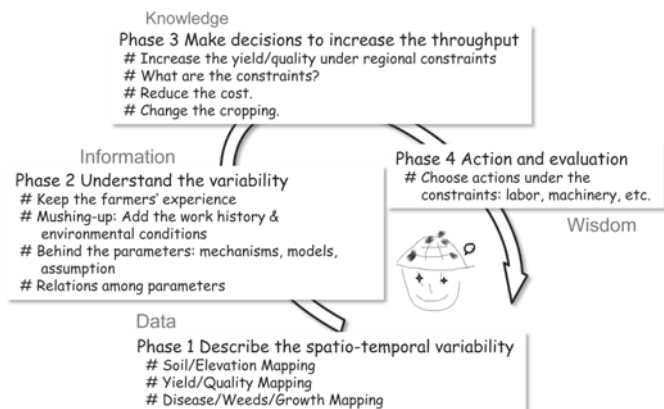 Knowledge
Phase 3 Make decisions to increase the throughput
# Increase the yield/quality under regional constraints
# What are the constraints?
# Reduce the cost.
# Change the cropping.
Information
Phase 2 Understand the variability
# Keep the farmers' experience
# Mushing-up: Add the work history &
environmental conditions
# Behind the parameters: mechanisms, models,
assumption
# Relations among parameters
Phase 4 Action and evaluation
# Choose actions under the
constraints: labor, machinery, etc.
Wisdom
Data
Phase 1 Describe the spatio-temporal variability
# Soil/Elevation Mapping
# Yield/Quality Mapping
# Disease/Weeds/Growth Mapping